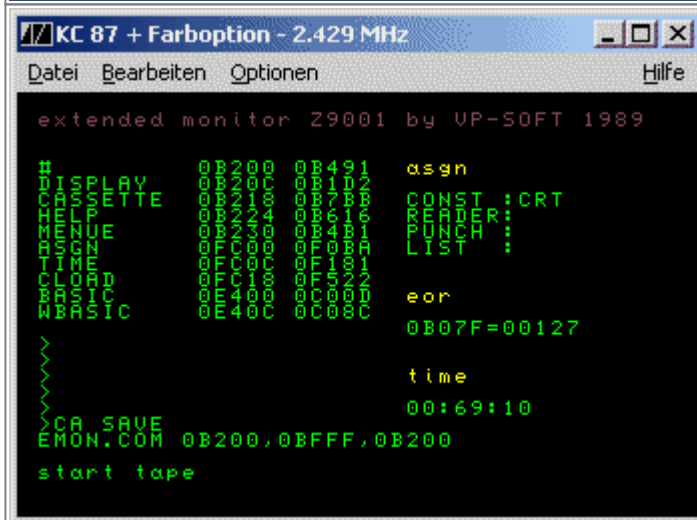 KC 87 + Farboption - 2.429 MHz
Datei Bearbeiten Optionen Hilfe
extended monitor Z9001 by VP-SOFT 1989
# 0B200 0B491 asgn
DISPLAY 0B20C 0B1D2
CASSETTE 0B218 0B7BB CONST :CRT
HELP 0B224 0B616 READER:
MENUE 0B230 0B4B1 PUNCH :
ASGN 0FC00 0F0BA LIST :
TIME 0FC0C 0F181
CLOAD 0FC18 0F522
BASIC 0E400 0C00D eor
WBASIC 0E40C 0C08C
0B07F=00127
>
>
> time
>
> 00:69:10
>CA SAVE
EMON.COM 0B200,0BFFF,0B200
start tape